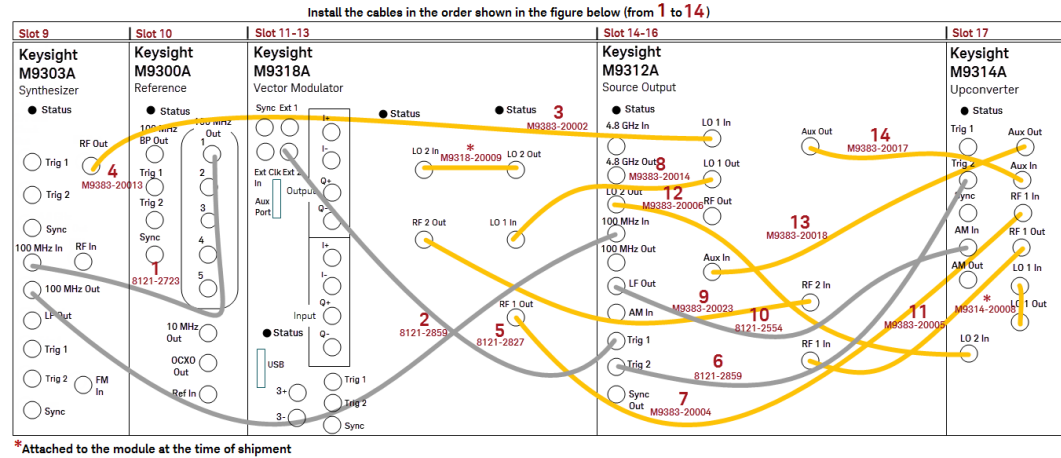 Install the cables in the order shown in the figure below (from 1 to 14)
Slot 9
Slot 10
Slot 11-13
Slot 14-16
Slot 17
Keysight
M9303A
Synthesizer
Status
RF Out
Trig 1
Trig 2
Sync
100 MHz In
RF In
100 MHz Out
LF Out
Trig 1
Trig 2
FM
In
Sync
4
M9383-20013
Keysight
M9300A
Reference
Status
100 MHz
BP Out
100 MHz
Out
1
Trig 1
2
Trig 2
3
Sync
4
5
1
8121-2723
10 MHz
Out
OCXO
Out
Ref In
Keysight
M9318A
Vector Modulator
Status
Status
Sync
Ext 1
I+
I-
Ext Clk
In
Ext 2
Output
Q+
Aux
Port
Q-
I+
I-
Q+
Input
Q-
Status
USB
3+
3-
Trig 1
Trig 2
Sync
LO 2 In
*
M9318-20009
LO 2 Out
RF 2 Out
LO 1 In
RF 1 Out
3
M9383-20002
2
8121-2859
5
8121-2827
Keysight
M9312A
Source Output
Status
4.8 GHz In
LO 1 In
4.8 GHz Out
LO 1 Out
8
M9383-20014
12
M9383-20006
LO 2 Out
RF Out
100 MHz In
100 MHz Out
Aux In
LF Out
RF 2 In
9
M9383-20023
10
8121-2554
AM In
Trig 1
RF 1 In
Trig 2
6
8121-2859
Sync
Out
7
M9383-20004
Aux Out
14
M9383-20017
13
M9383-20018
11
M9383-20005
Keysight
M9314A
Upconverter
Status
Trig 1
Aux Out
Trig 2
Aux In
Sync
RF 1 In
AM In
RF 1 Out
AM Out
LO 1 In
*
M9314-20008
LO 1 Out
LO 2 In
*Attached to the module at the time of shipment